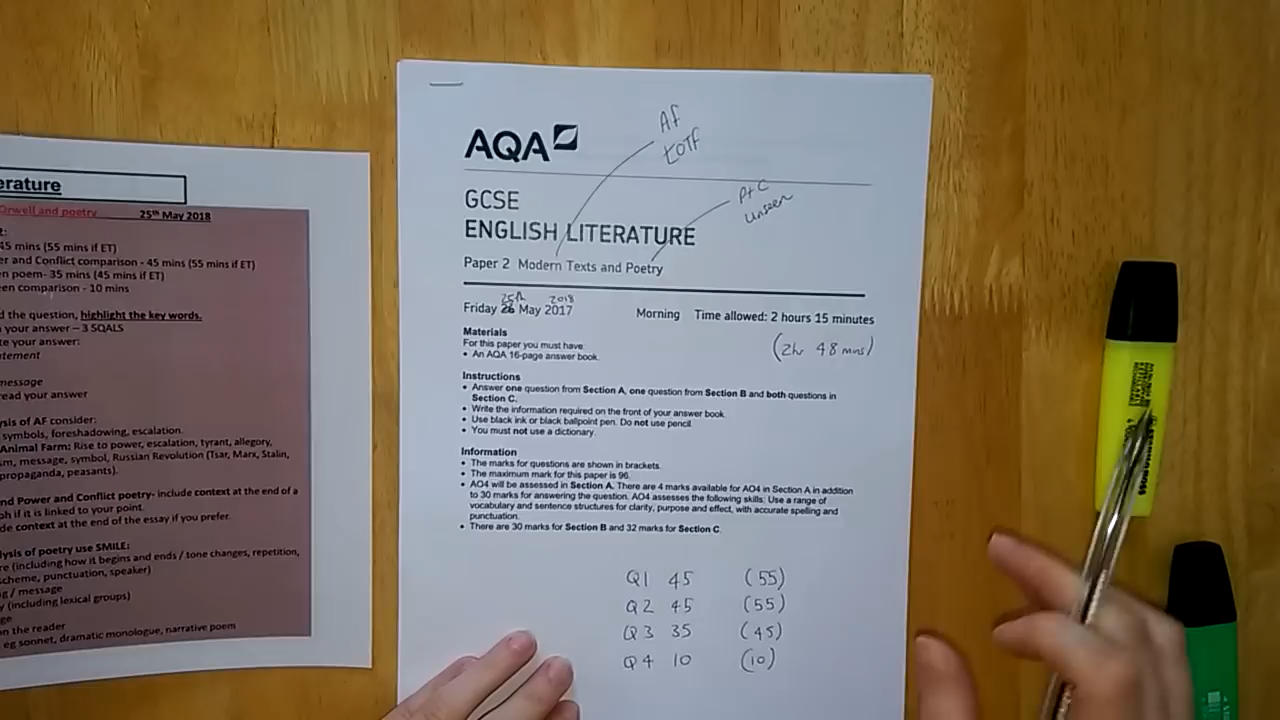 erature
Orwell and poetry 25th May 2018
2:
45 mins (55 mins if ET)
er and Conflict comparison - 45 mins (55 mins if ET)
n poem- 35 mins (45 mins if ET)
een comparison - 10 mins
d the question, highlight the key words.
your answer – 3 SQALS
te your answer:
tement
message
read your answer
ysis of AF consider:
symbols, foreshadowing, escalation.
Animal Farm: Rise to power, escalation, tyrant, allegory,
sm, message, symbol, Russian Revolution (Tsar, Marx, Stalin,
propaganda, peasants).
nd Power and Conflict poetry- include context at the end of a
ph if it is linked to your point.
de context at the end of the essay if you prefer.
lysis of poetry use SMILE:
re (including how it begins and ends / tone changes, repetition,
scheme, punctuation, speaker)
g / message
y (including lexical groups)
ge
on the reader
eg sonnet, dramatic monologue, narrative poem
AF
LOTF
AQA
P+C
Unseen
GCSE
ENGLISH LITERATURE
Paper 2 Modern Texts and Poetry
25th 2018
Friday 26 May 2017 Morning Time allowed: 2 hours 15 minutes
(2hr 48 mns)
Materials
For this paper you must have:
• An AQA 16-page answer book.
Instructions
• Answer one question from Section A, one question from Section B and both questions in
Section C.
• Write the information required on the front of your answer book.
• Use black ink or black ballpoint pen. Do not use pencil.
• You must not use a dictionary.
Information
• The marks for questions are shown in brackets.
• The maximum mark for this paper is 96.
• AO4 will be assessed in Section A. There are 4 marks available for AO4 in Section A in addition
to 30 marks for answering the question. AO4 assesses the following skills: Use a range of
vocabulary and sentence structures for clarity, purpose and effect, with accurate spelling and
punctuation.
• There are 30 marks for Section B and 32 marks for Section C.
Q1 45 (55)
Q2 45 (55)
Q3 35 (45)
Q4 10 (10)